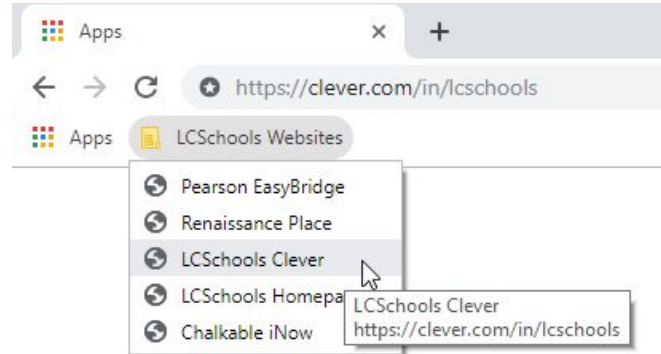 Apps
https://clever.com/in/lcschools
Apps LCSchools Websites
Pearson EasyBridge
Renaissance Place
LCSchools Clever
LCSchools Homepa
LCSchools Clever
https://clever.com/in/lcschools
Chalkable iNow